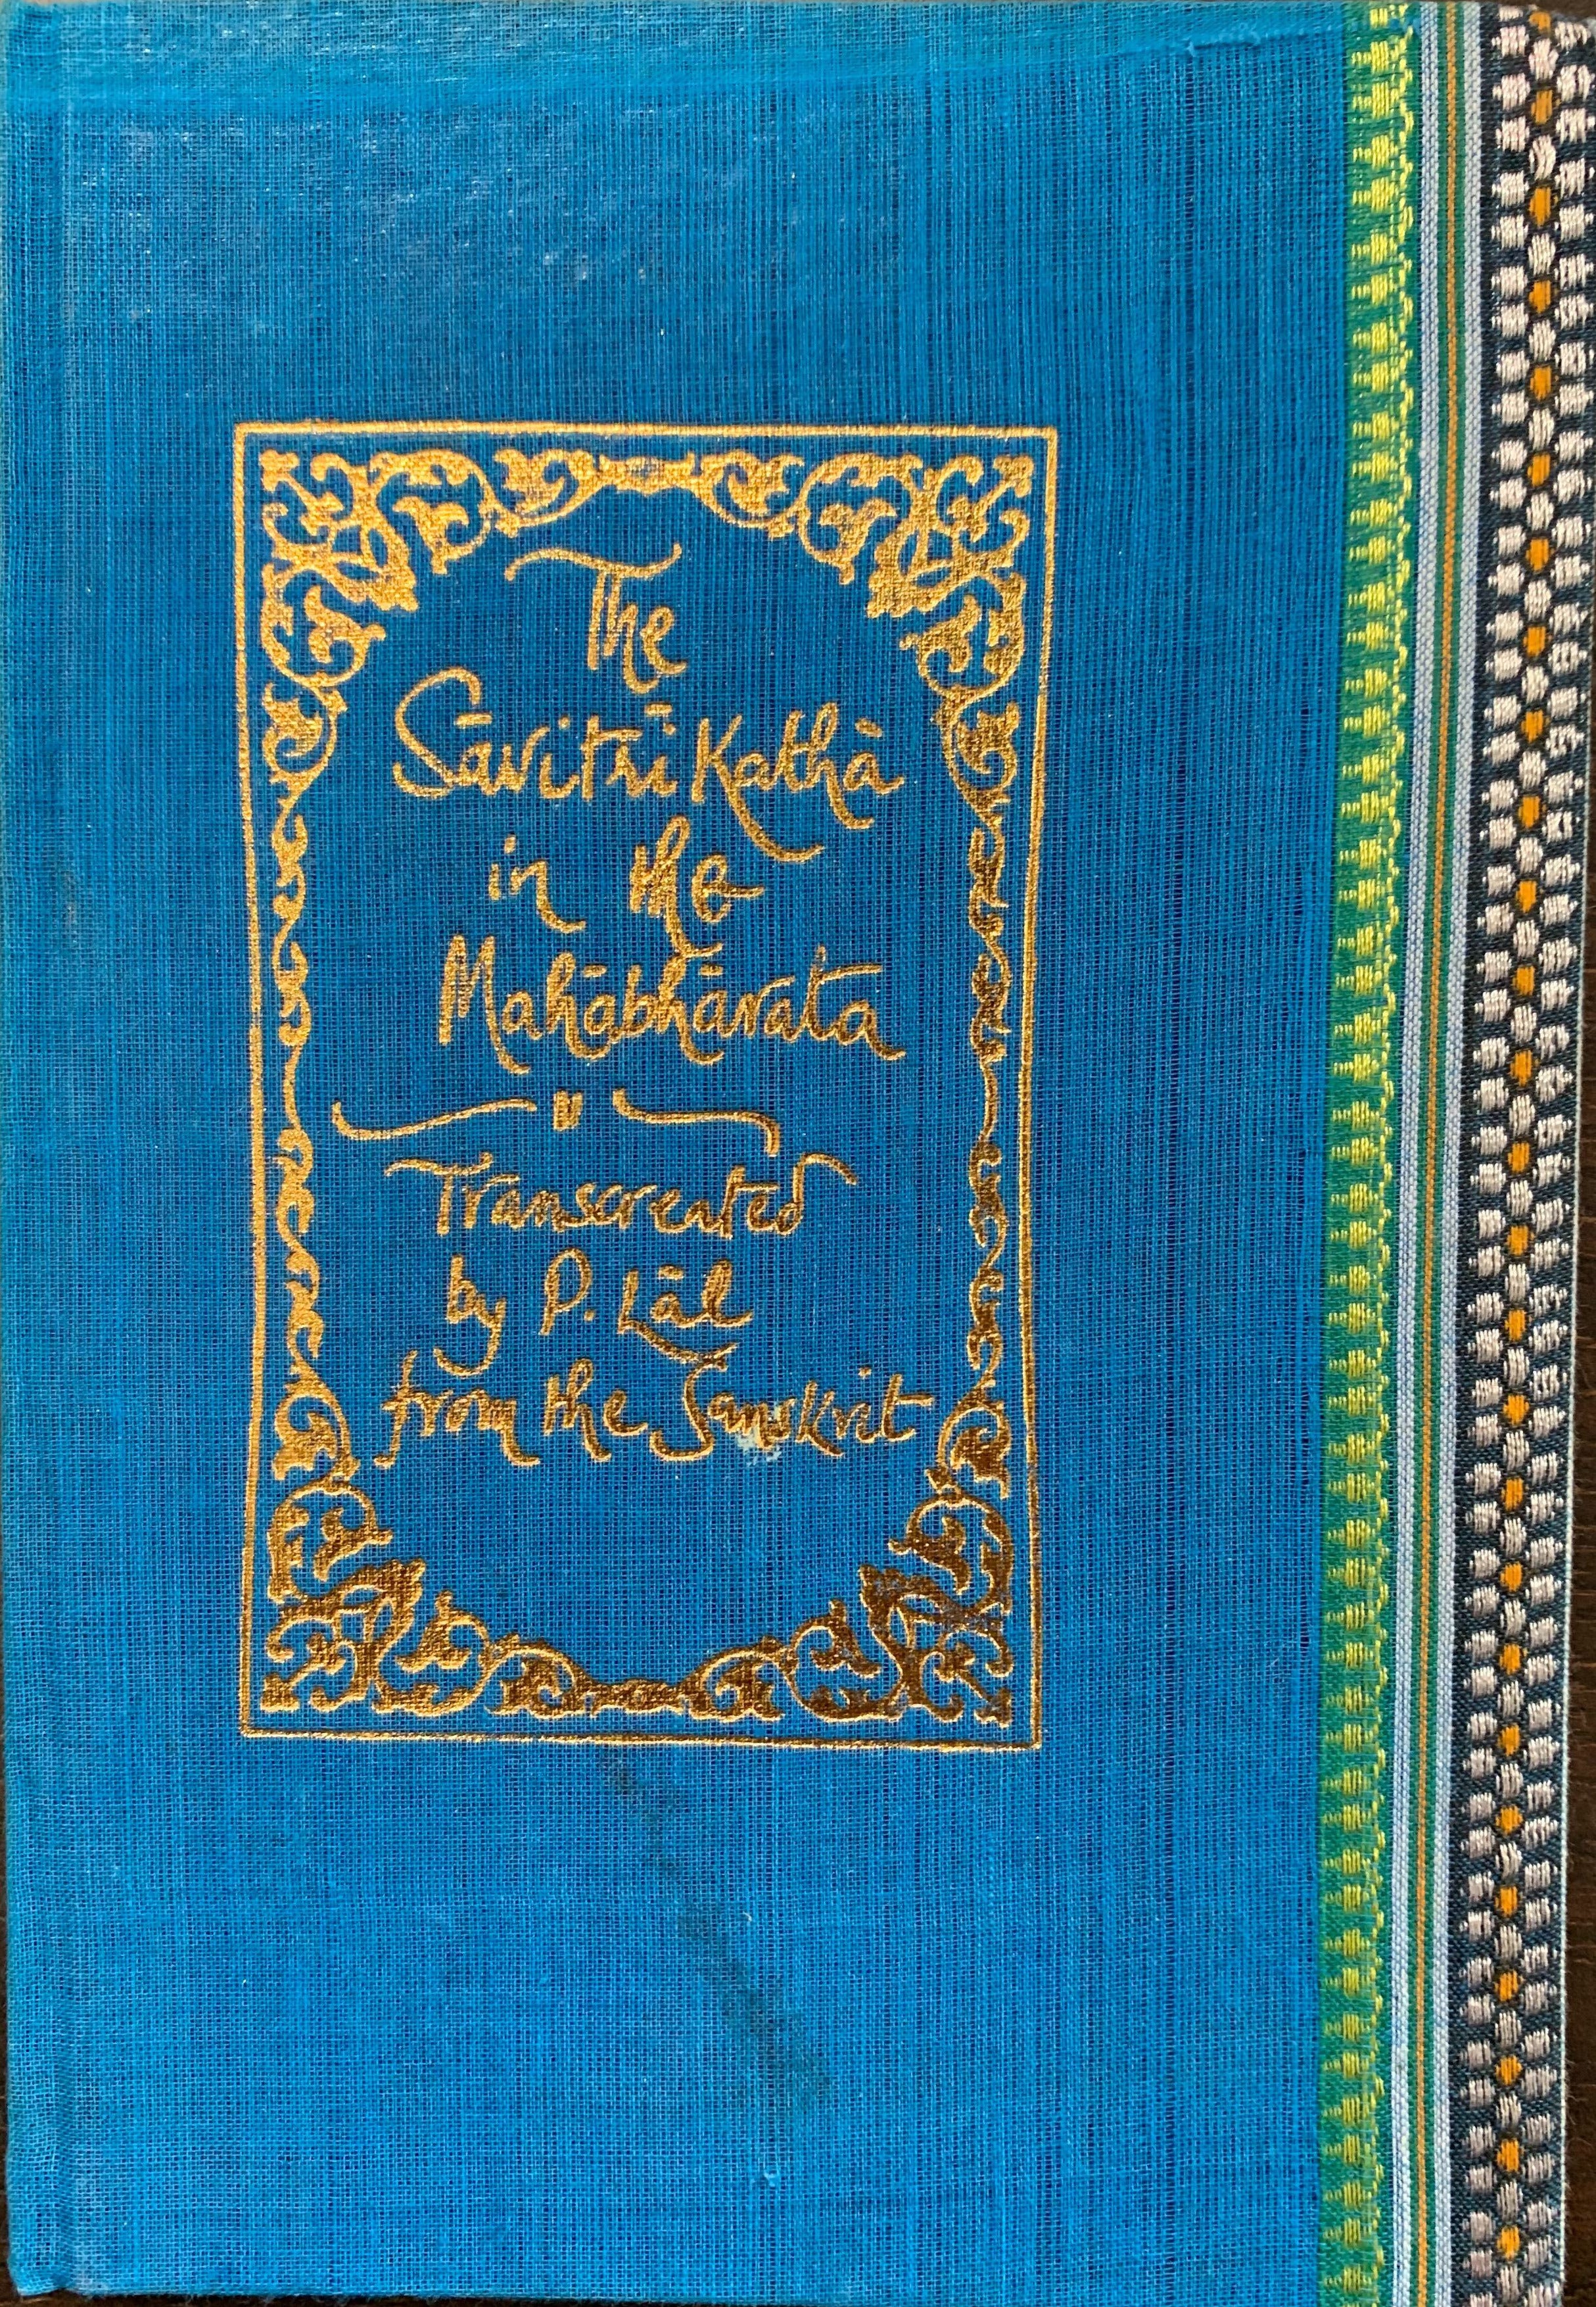 The
Sāvitrī Kathā
in the
Mahābhārata
Transcreated
by P. Lāl
from the Sanskrit